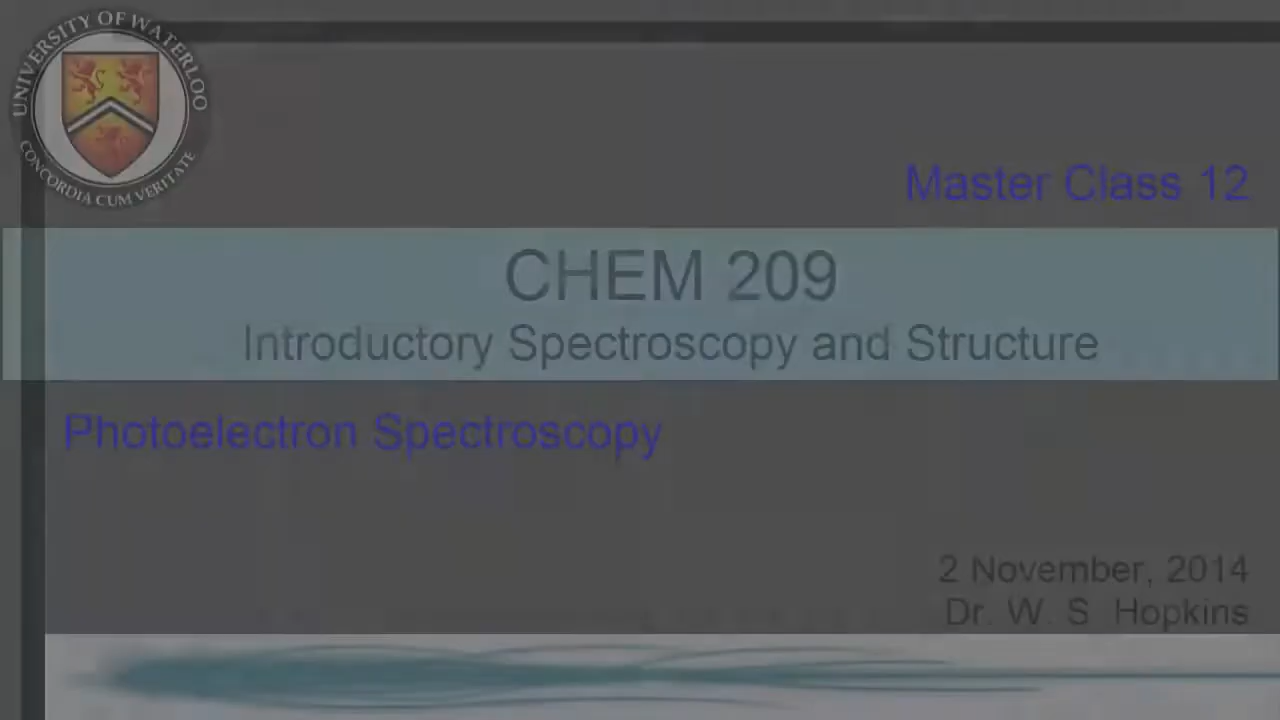 UNIVERSITY OF WATERLOO
CONCORDIA CUM VERITATE
Master Class 12
CHEM 209
Introductory Spectroscopy and Structure
Photoelectron Spectroscopy
2 November, 2014
Dr. W. S. Hopkins